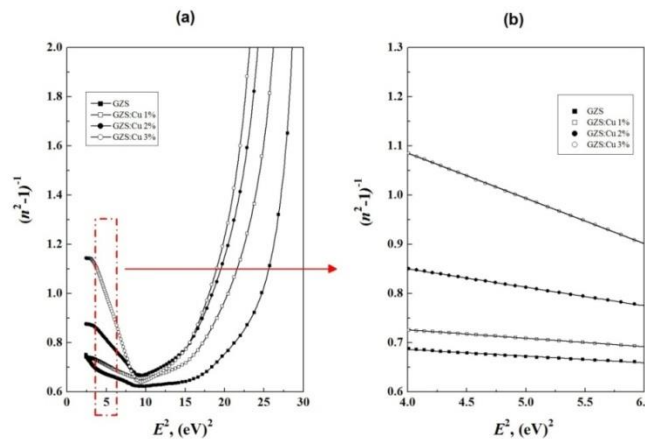 (a)
2.0
1.8
1.6
1.4
1.2
1.0
0.8
0.6
0
5
10
15
20
25
30
(n²-1)⁻¹
E², (eV)²
GZS
GZS:Cu 1%
GZS:Cu 2%
GZS:Cu 3%
(b)
1.3
1.2
1.1
1.0
0.9
0.8
0.7
0.6
4.0
4.5
5.0
5.5
(n²-1)⁻¹
E², (eV)²
GZS
GZS:Cu 1%
GZS:Cu 2%
GZS:Cu 3%